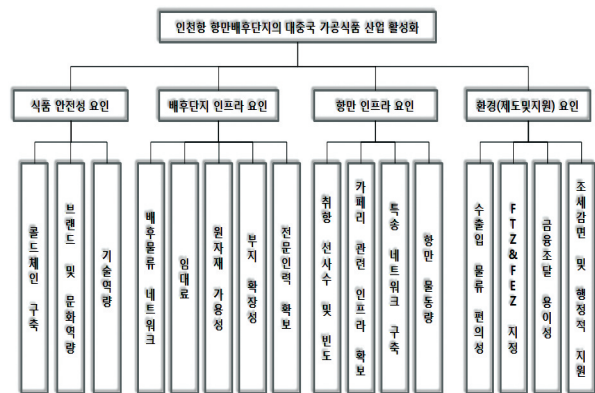 인천항 항만배후단지의 대중국 가공식품 산업 활성화
식품 안전성 요인
배후단지 인프라 요인
항만 인프라 요인
환경(제도및지원) 요인
콜드체인 구축
브랜드 및 문화역량
기술역량
배후물류 네트워크
임대료
원자재 가용성
부지 확장성
전문인력 확보
취항 전사수 및 빈도
카페리 관련 인프라 확보
특송 네트워크 구축
항만 물동량
수출입 물류 편의성
FTZ&FEZ 지정
금융조달 용이성
조세감면 및 행정적 지원